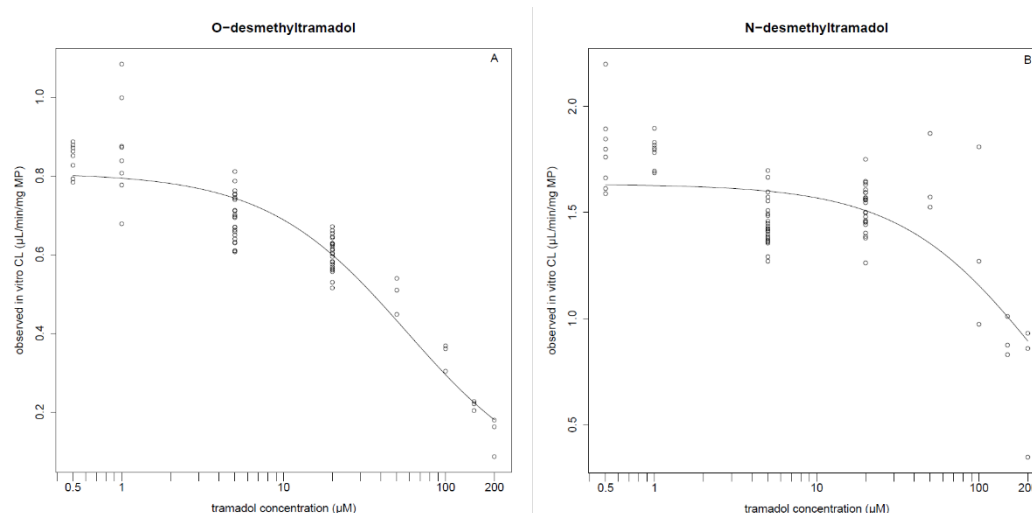 O−desmethyltramadol
A
observed in vitro CL (µL/min/mg MP)
1.0
0.8
0.6
0.4
0.2
0.5 1 10 100 200
tramadol concentration (µM)
N−desmethyltramadol
B
observed in vitro CL (µL/min/mg MP)
2.0
1.5
1.0
0.5
0.5 1 10 100 20
tramadol concentration (µM)